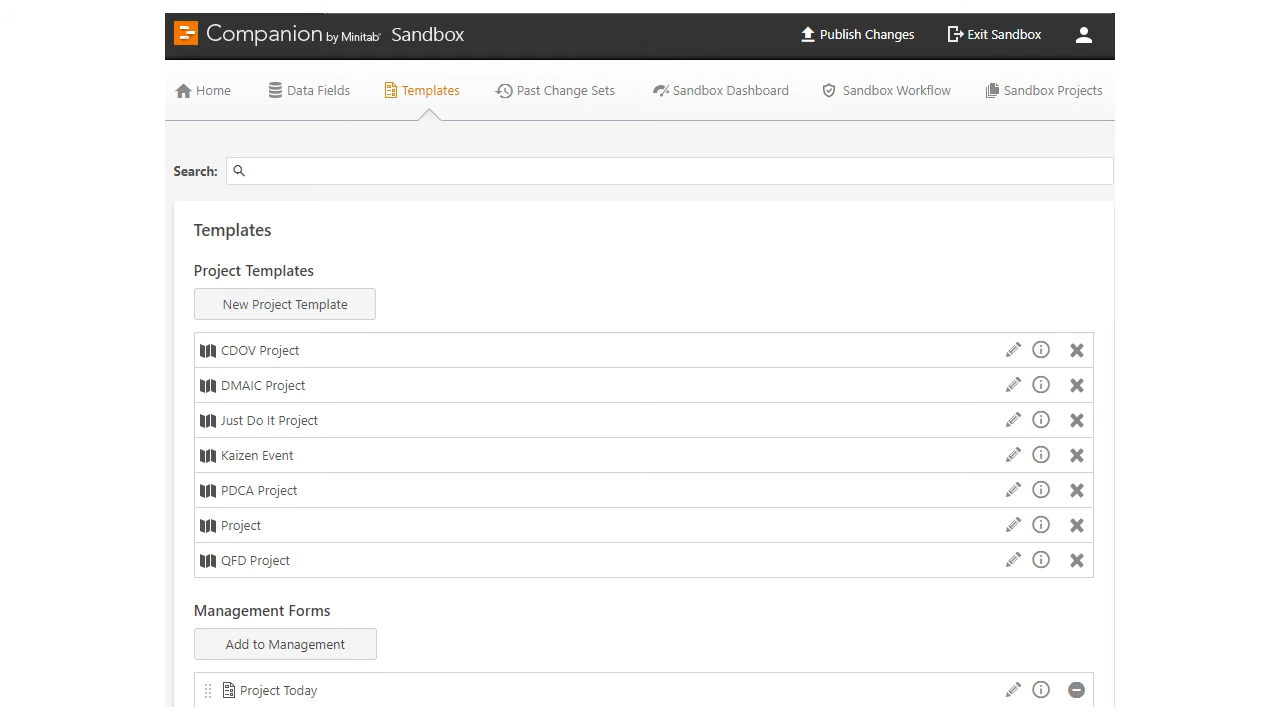 Companion by Minitab® Sandbox Publish Changes Exit Sandbox
Home Data Fields Templates Past Change Sets Sandbox Dashboard Sandbox Workflow Sandbox Projects
Search:
Templates
Project Templates
New Project Template
CDOV Project
DMAIC Project
Just Do It Project
Kaizen Event
PDCA Project
Project
QFD Project
Management Forms
Add to Management
Project Today